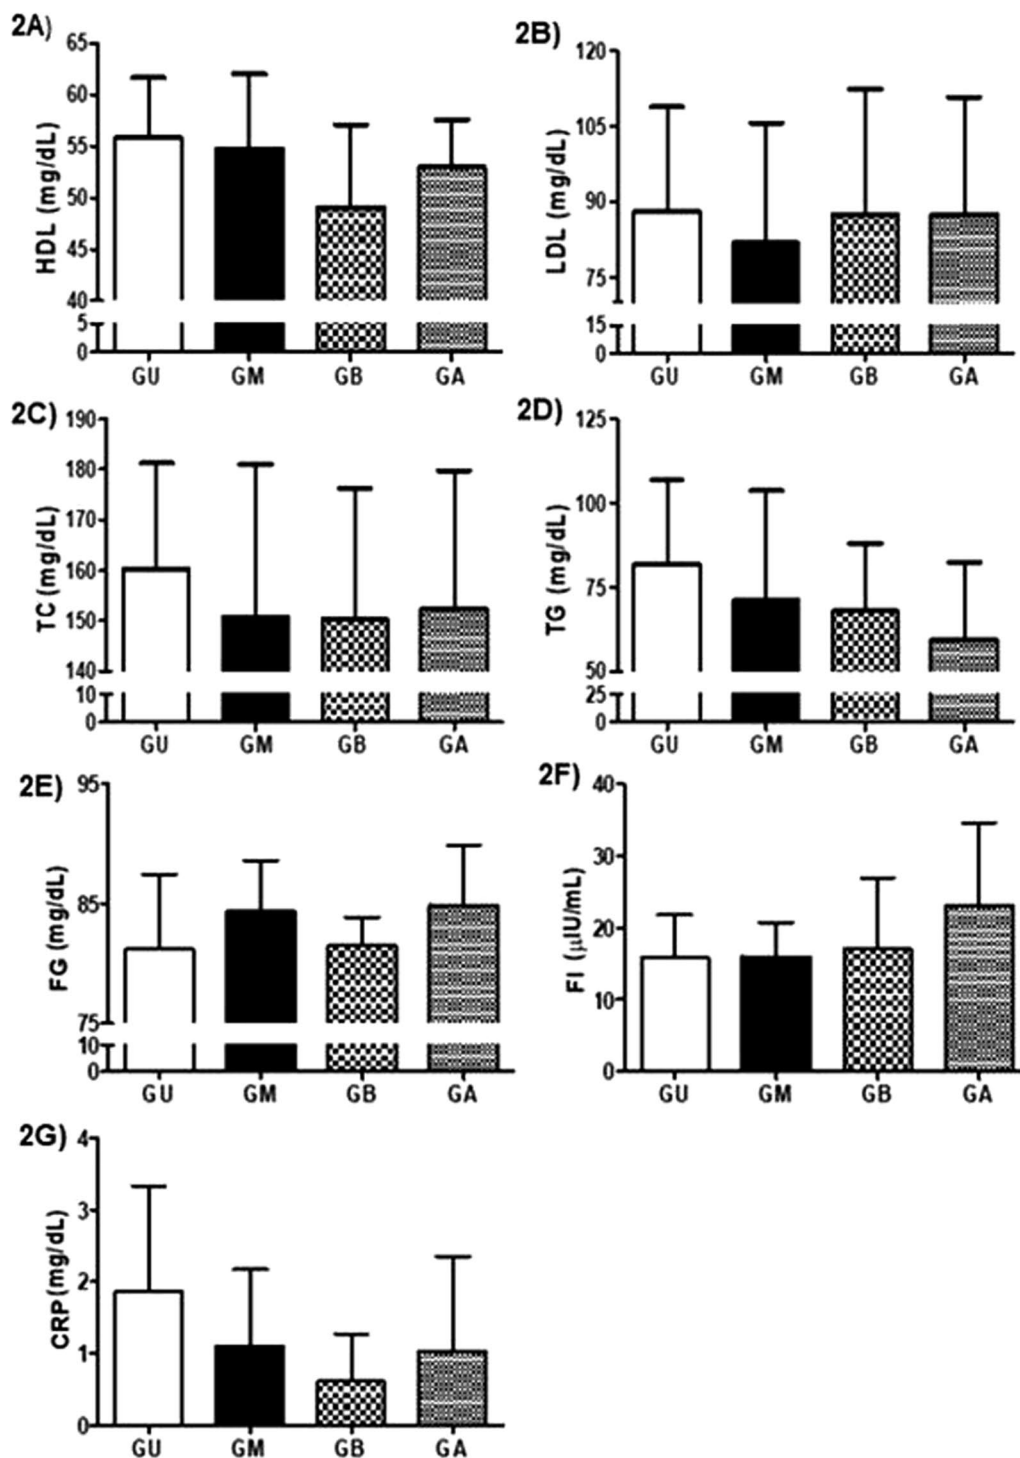 2A)
HDL (mg/dL)
65
60
55
50
45
40
5
0
GU GM GB GA
2B)
LDL (mg/dL)
120
105
90
75
15
0
GU GM GB GA
2C)
TC (mg/dL)
190
180
170
160
150
140
10
0
GU GM GB GA
2D)
TG (mg/dL)
125
100
75
50
25
0
GU GM GB GA
2E)
FG (mg/dL)
95
85
75
10
0
GU GM GB GA
2F)
FI (μIU/mL)
40
30
20
10
0
GU GM GB GA
2G)
CRP (mg/dL)
4
3
2
1
0
GU GM GB GA